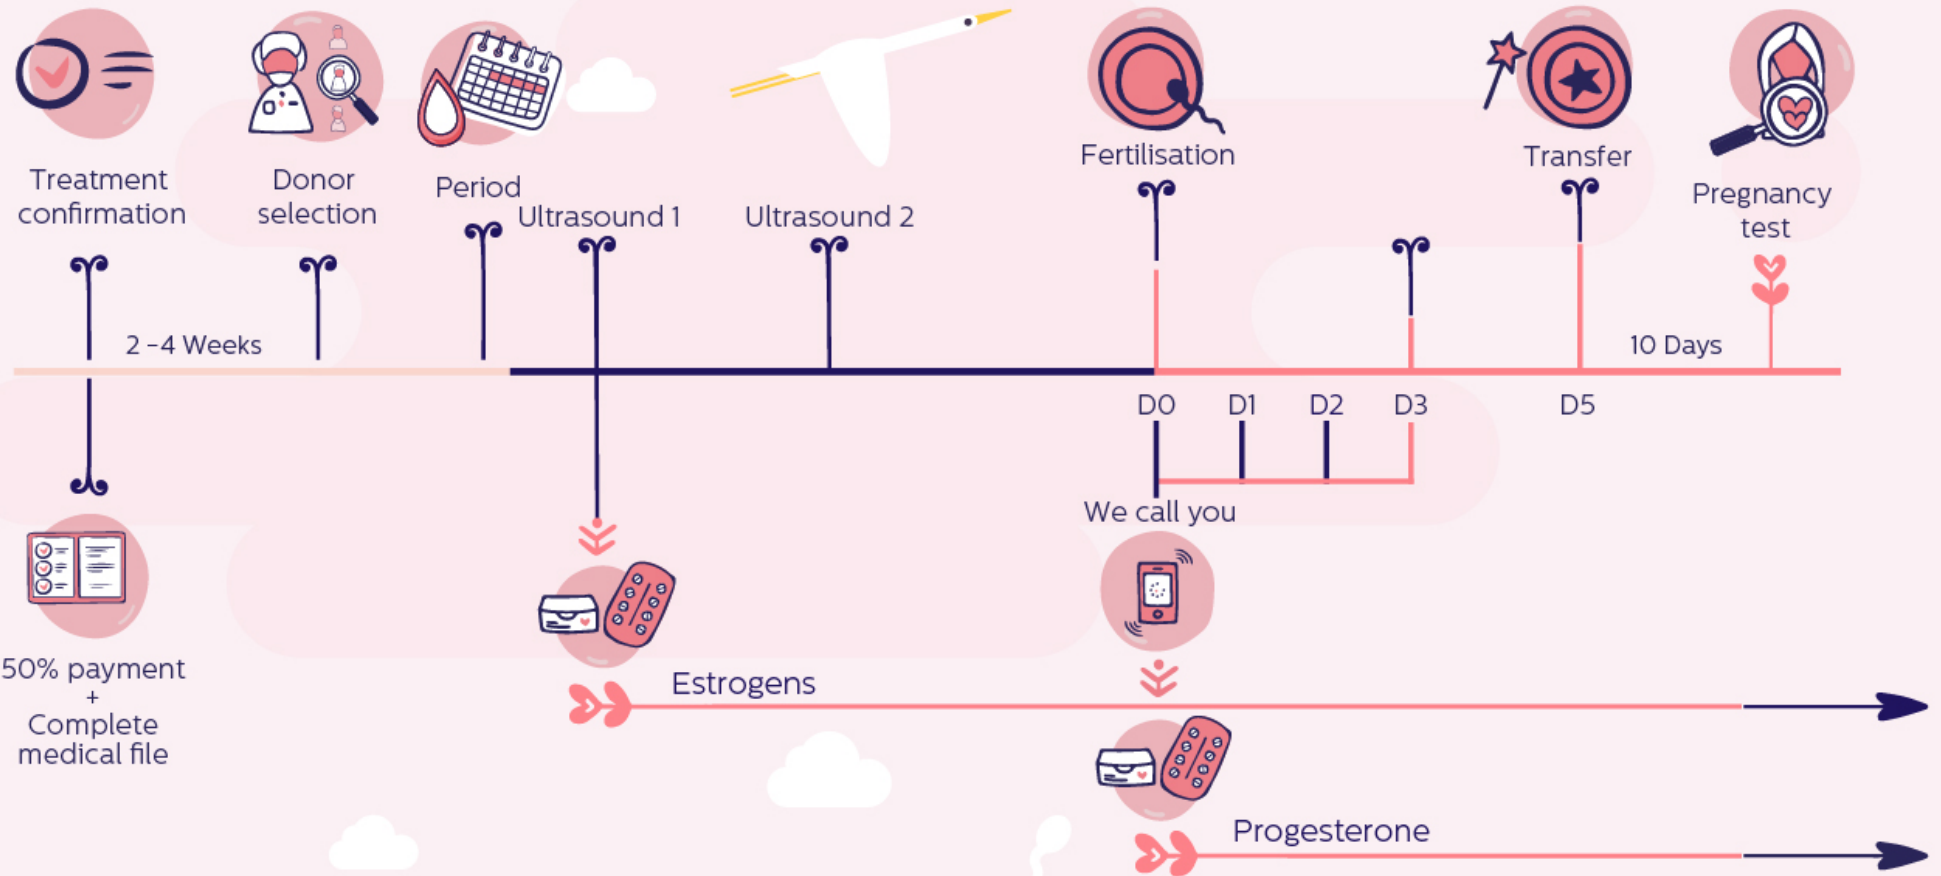 Treatment
confirmation
Donor
selection
Period
Ultrasound 1
Ultrasound 2
Fertilisation
Transfer
Pregnancy
test
2 -4 Weeks
10 Days
D0
D1
D2
D3
D5
We call you
50% payment
+
Complete
medical file
Estrogens
Progesterone